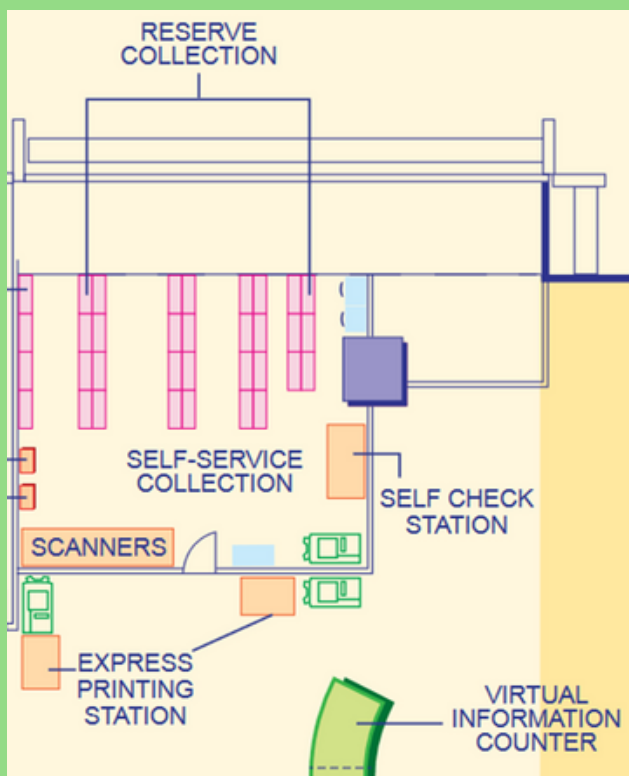 RESERVE
COLLECTION
SELF-SERVICE
COLLECTION
SELF CHECK
STATION
SCANNERS
EXPRESS
PRINTING
STATION
VIRTUAL
INFORMATION
COUNTER